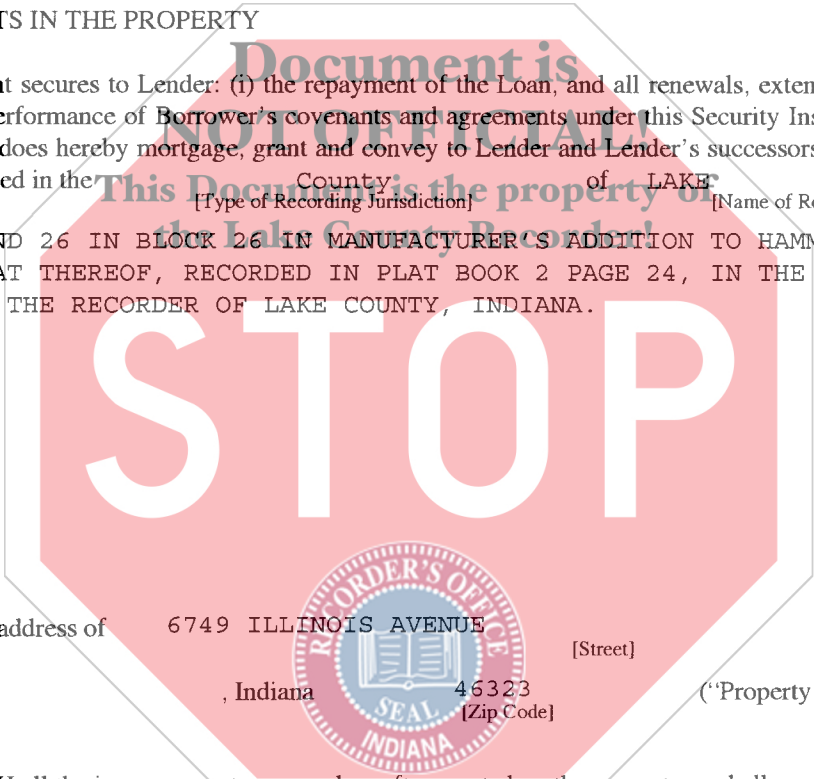 TS IN THE PROPERTY
Document is
nt secures to Lender: (i) the repayment of the Loan, and all renewals, exten
erformance of Borrower's covenants and agreements under this Security Ins
NOT OFFICIAL!
does hereby mortgage, grant and convey to Lender and Lender's successors
ed in the County of LAKE
This Document is the property of
[Type of Recording Jurisdiction] [Name of Re
the Lake County Recorder!
ND 26 IN BLOCK 26 IN MANUFACTURER'S ADDITION TO HAMM
AT THEREOF, RECORDED IN PLAT BOOK 2 PAGE 24, IN THE
THE RECORDER OF LAKE COUNTY, INDIANA.
STOP
RECORDER'S OFFICE
address of 6749 ILLINOIS AVENUE
[Street]
, Indiana 46323 ("Property
SEAL [Zip Code]
INDIANA